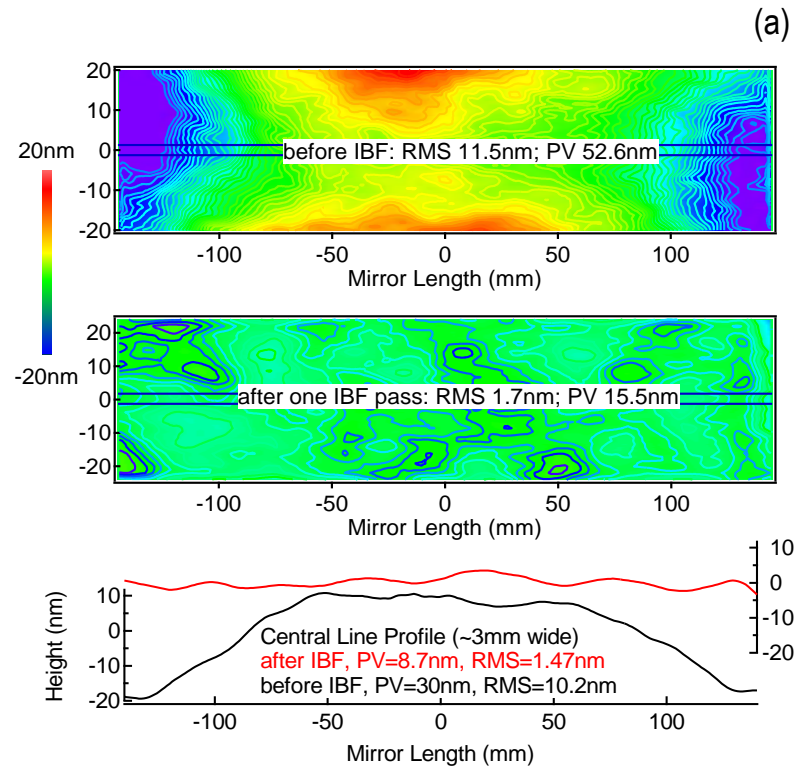 (a)
20
10
0
-10
-20
before IBF: RMS 11.5nm; PV 52.6nm
-100
-50
0
50
100
Mirror Length (mm)
20nm
-20nm
20
10
0
-10
-20
after one IBF pass: RMS 1.7nm; PV 15.5nm
-100
-50
0
50
100
Mirror Length (mm)
Height (nm)
10
0
-10
-20
10
0
-10
-20
Central Line Profile (~3mm wide)
after IBF, PV=8.7nm, RMS=1.47nm
before IBF, PV=30nm, RMS=10.2nm
-100
-50
0
50
100
Mirror Length (mm)